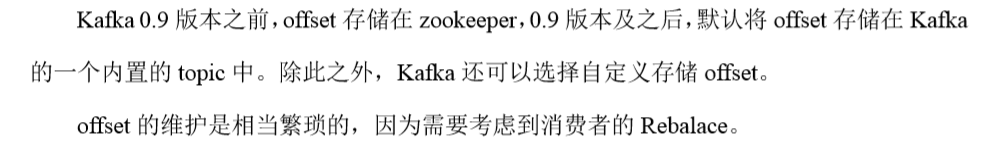 Kafka 0.9 版本之前，offset 存储在 zookeeper，0.9 版本及之后，默认将 offset 存储在 Kafka
的一个内置的 topic 中。除此之外，Kafka 还可以选择自定义存储 offset。
offset 的维护是相当繁琐的，因为需要考虑到消费者的 Rebalace。